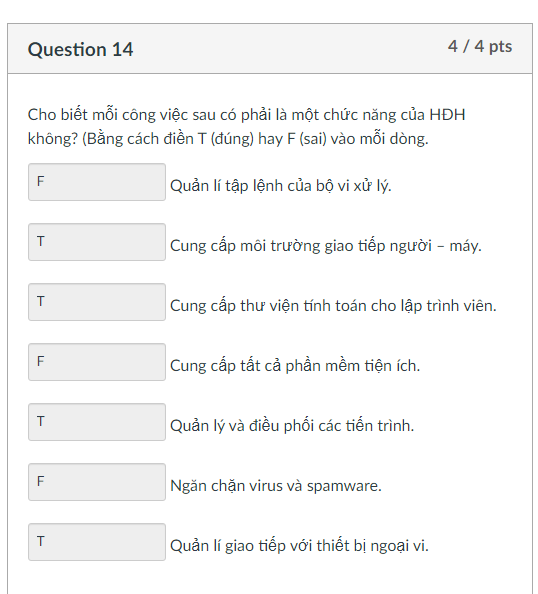 Question 14
4 / 4 pts
Cho biết mỗi công việc sau có phải là một chức năng của HĐH
không? (Bằng cách điền T (đúng) hay F (sai) vào mỗi dòng.
F Quản lí tập lệnh của bộ vi xử lý.
T Cung cấp môi trường giao tiếp người – máy.
T Cung cấp thư viện tính toán cho lập trình viên.
F Cung cấp tất cả phần mềm tiện ích.
T Quản lý và điều phối các tiến trình.
F Ngăn chặn virus và spamware.
T Quản lí giao tiếp với thiết bị ngoại vi.